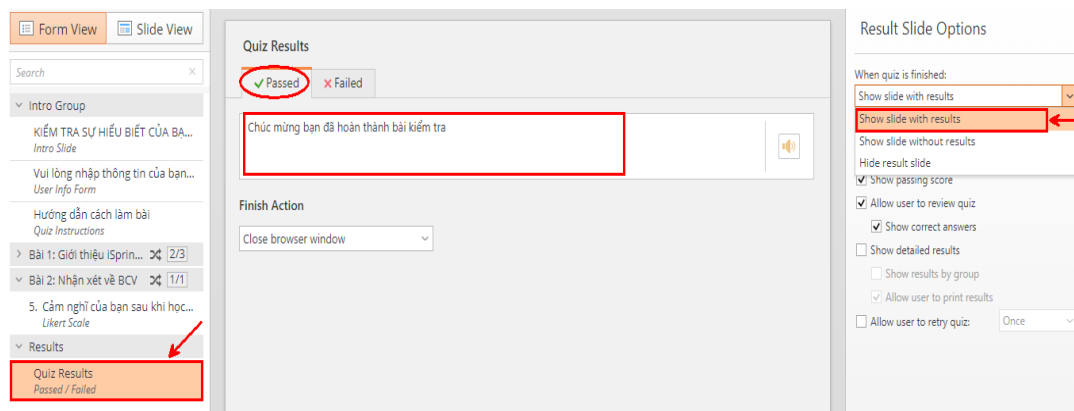 Form View
Slide View
Search
Intro Group
KIỂM TRA SỰ HIỂU BIẾT CỦA BẠ...
Intro Slide
Vui lòng nhập thông tin của bạn...
User Info Form
Hướng dẫn cách làm bài
Quiz Instructions
Bài 1: Giới thiệu iSprin... 2/3
Bài 2: Nhận xét về BCV 1/1
5. Cảm nghĩ của bạn sau khi học...
Likert Scale
Results
Quiz Results
Passed / Failed
Quiz Results
Passed
Failed
Chúc mừng bạn đã hoàn thành bài kiểm tra
Finish Action
Close browser window
Result Slide Options
When quiz is finished:
Show slide with results
Show slide with results
Show slide without results
Hide result slide
Show passing score
Allow user to review quiz
Show correct answers
Show detailed results
Show results by group
Allow user to print results
Allow user to retry quiz: Once